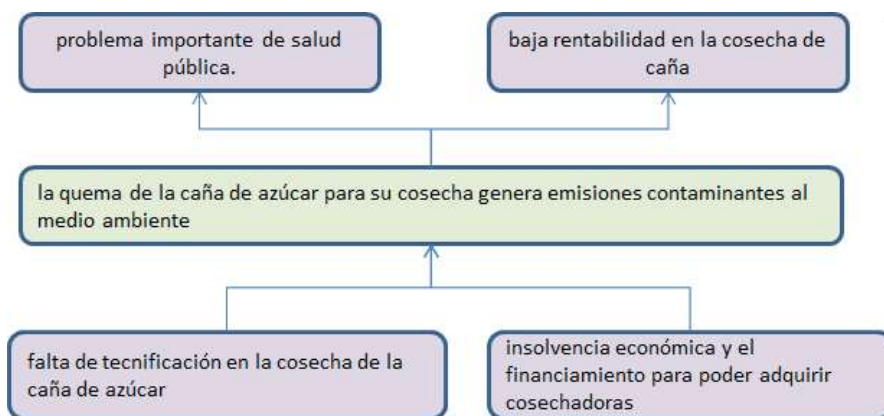 problema importante de salud
pública.
baja rentabilidad en la cosecha de
caña
la quema de la caña de azúcar para su cosecha genera emisiones contaminantes al
medio ambiente
falta de tecnificación en la cosecha de la
caña de azúcar
insolvencia económica y el
financiamiento para poder adquirir
cosechadoras